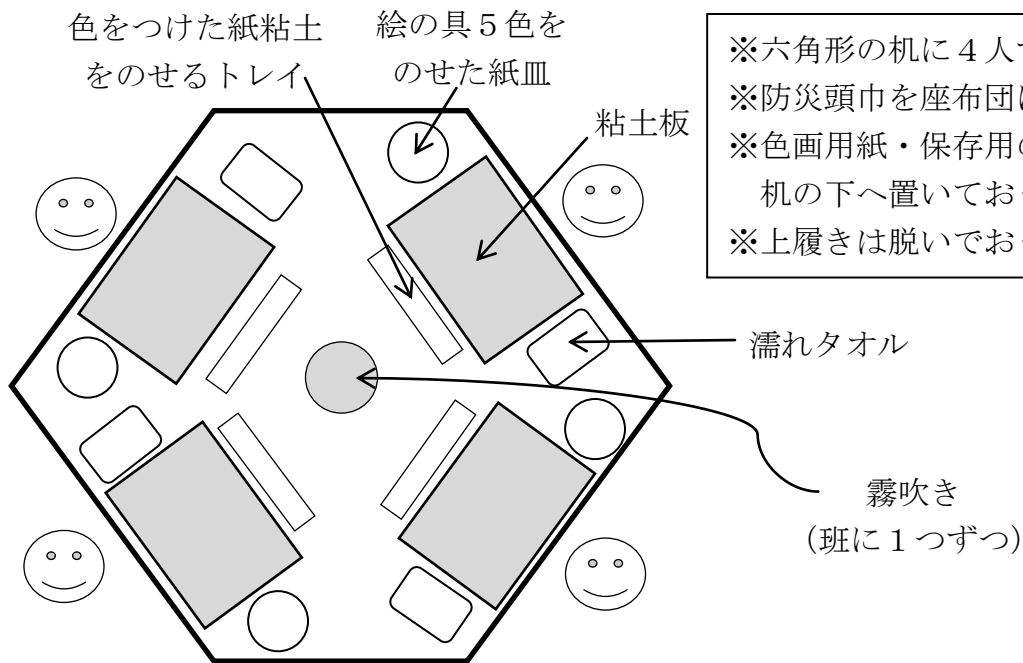 色をつけた紙粘土
をのせるトレイ
絵の具５色を
のせた紙皿
粘土板
※六角形の机に４人
※防災頭巾を座布団
※色画用紙・保存用
机の下へ置いてお
※上履きは脱いでお
濡れタオル
霧吹き
（班に１つずつ）